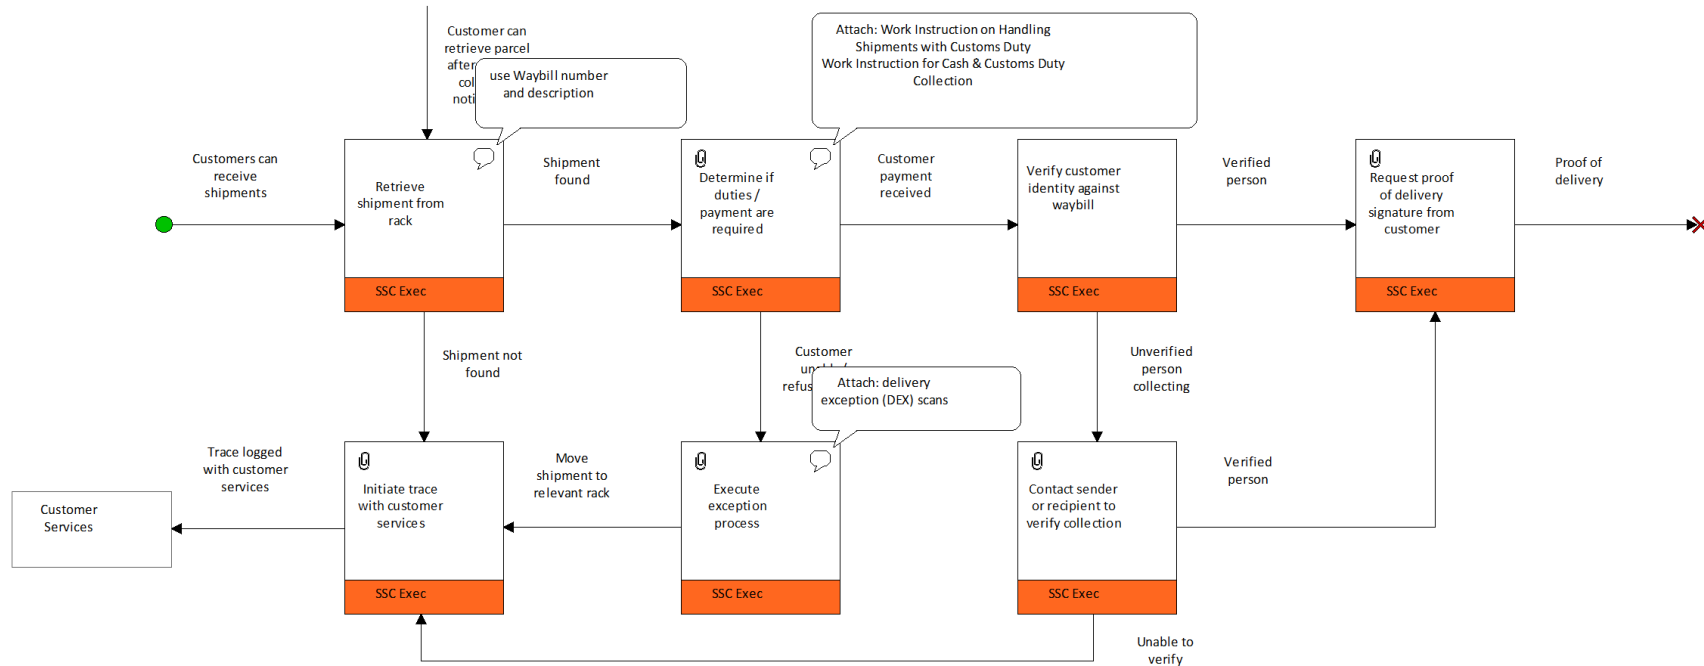 Customer can
retrieve parcel
after
use Waybill number
and description
Attach: Work Instruction on Handling
Shipments with Customs Duty
Work Instruction for Cash & Customs Duty
Collection
Customers can
receive
shipments
Retrieve
shipment from
rack
SSC Exec
Shipment
found
Determine if
duties /
payment are
required
SSC Exec
Customer
payment
received
Verify customer
identity against
waybill
SSC Exec
Verified
person
Request proof
of delivery
signature from
customer
SSC Exec
Proof of
delivery
Shipment not
found
Customer
Attach: delivery
exception (DEX) scans
Unverified
person
collecting
Trace logged
with customer
services
Customer
Services
Initiate trace
with customer
services
SSC Exec
Move
shipment to
relevant rack
Execute
exception
process
SSC Exec
Contact sender
or recipient to
verify collection
SSC Exec
Verified
person
Unable to
verify